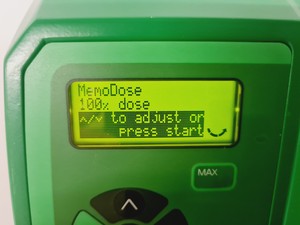 MemoDose
100% dose
^/˅ to adjust or
press start
MAX